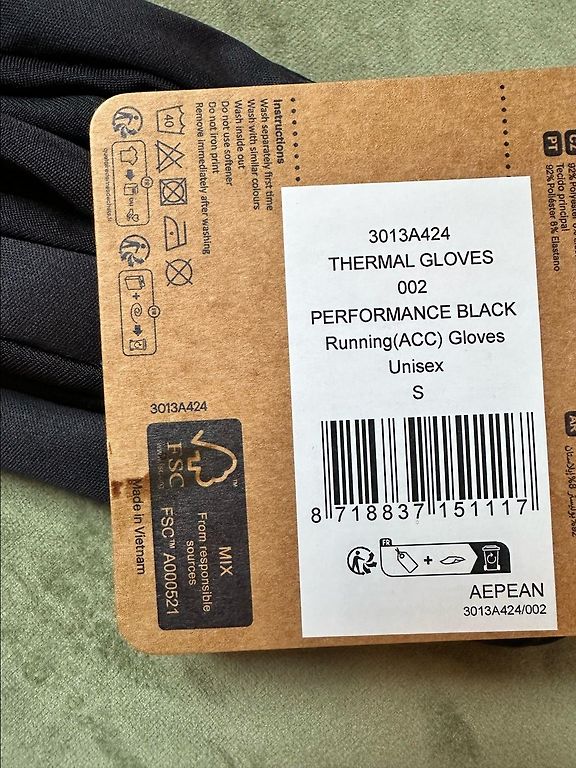 3013A424
THERMAL GLOVES
002
PERFORMANCE BLACK
Running(ACC) Gloves
Unisex
S
8 718837 151117
FR
AEPEAN
3013A424/002
Instructions
Wash separately first time
Wash with similar colours
Wash inside out
Do not use softener
Do not iron print
Remove immediately after washing
40
3013A424
FSC
MIX
From responsible
sources
FSC™ A000521
Made in Vietnam
PT
Tecido principal
92% Poliéster 8% Elastano